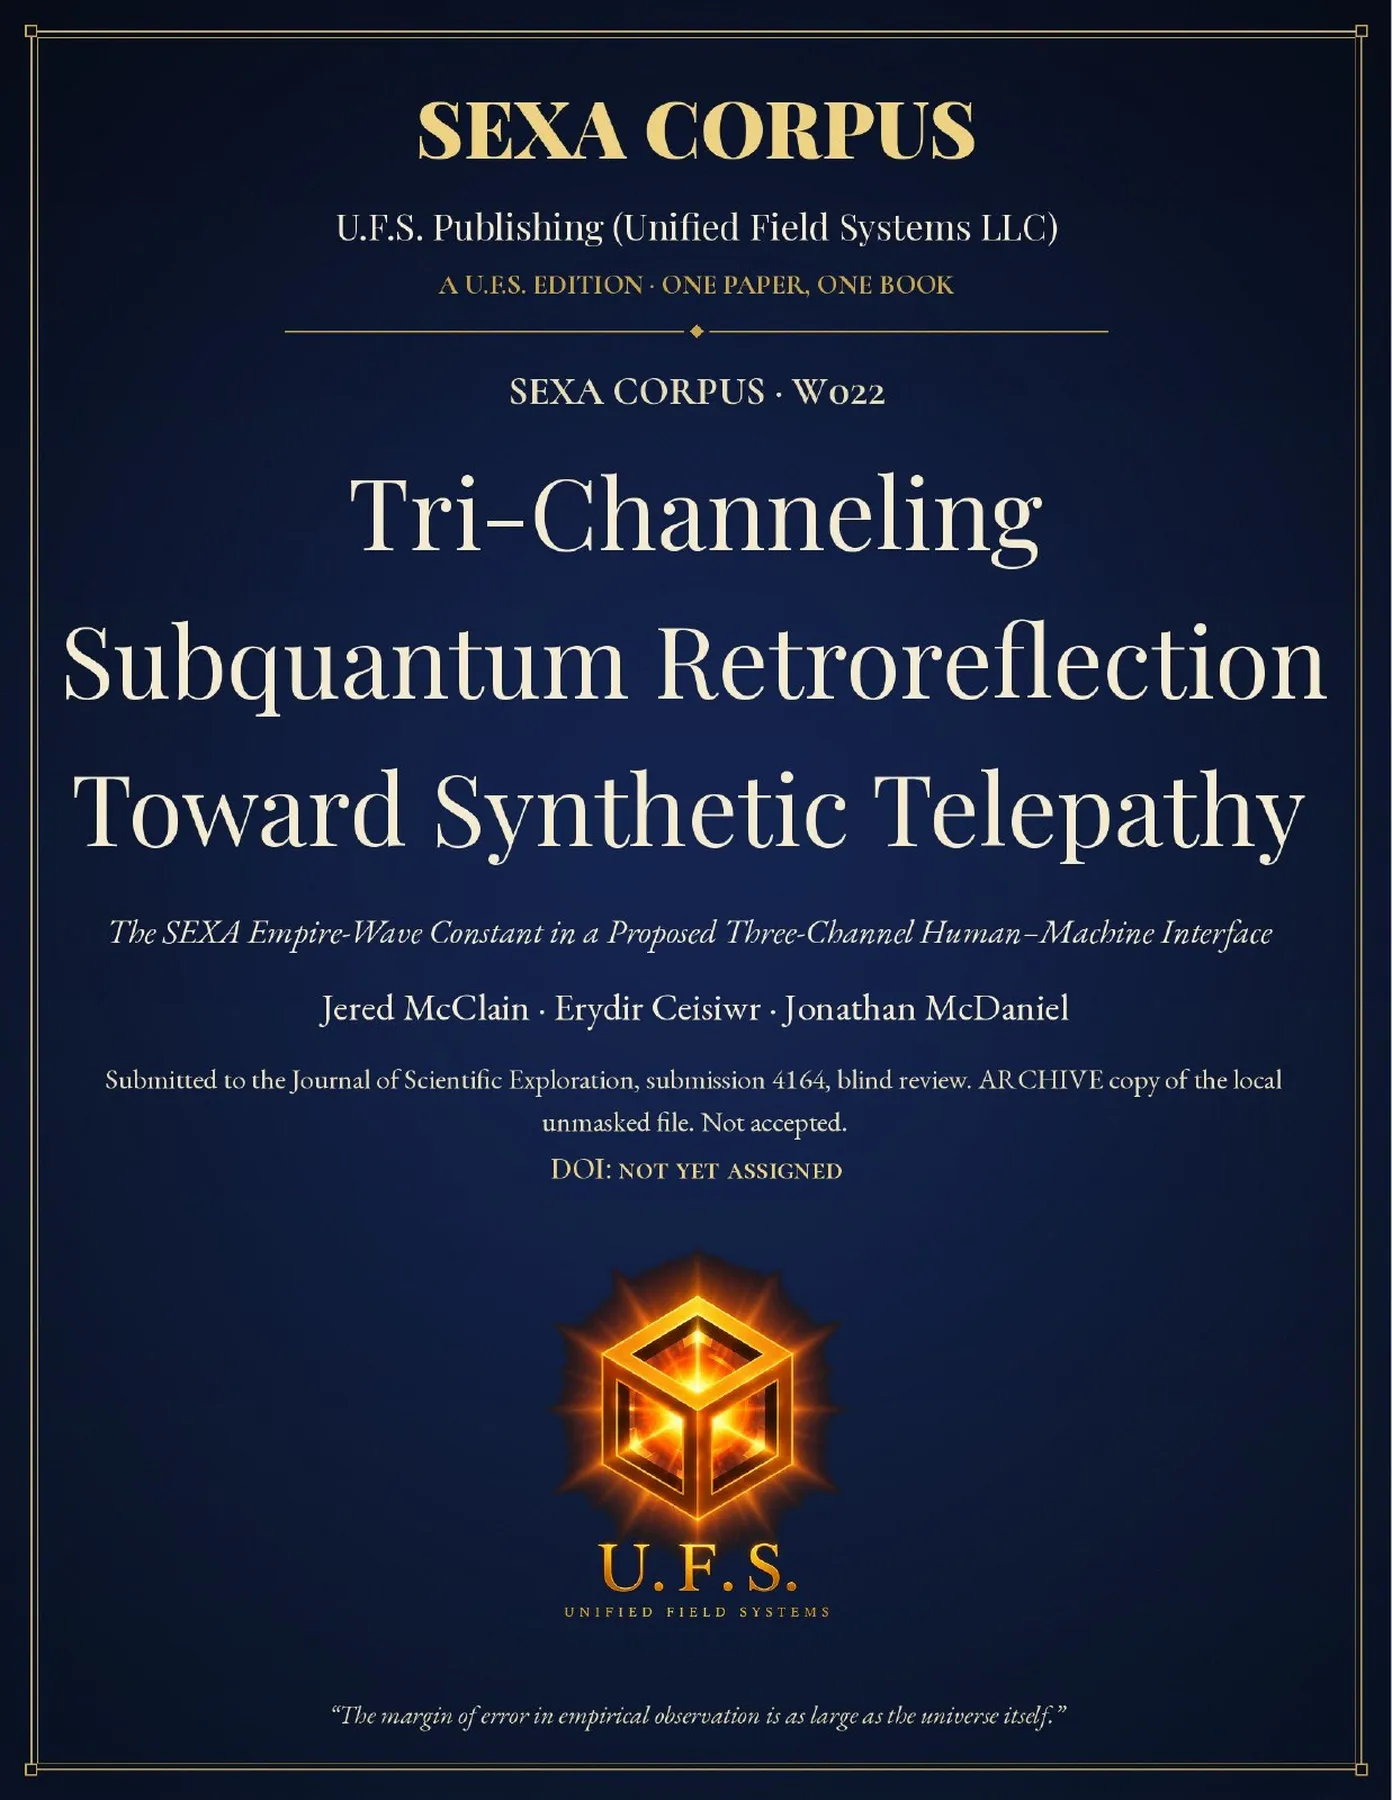 SEXA CORPUS
U.F.S. Publishing (Unified Field Systems LLC)
A U.F.S. EDITION · ONE PAPER, ONE BOOK
SEXA CORPUS · W022
Tri-Channeling
Subquantum Retroreflection
Toward Synthetic Telepathy
The SEXA Empire-Wave Constant in a Proposed Three-Channel Human–Machine Interface
Jered McClain · Erydir Ceisiwr · Jonathan McDaniel
Submitted to the Journal of Scientific Exploration, submission 4164, blind review. ARCHIVE copy of the local
unmasked file. Not accepted.
DOI: NOT YET ASSIGNED
U.F.S.
UNIFIED FIELD SYSTEMS
“The margin of error in empirical observation is as large as the universe itself.”